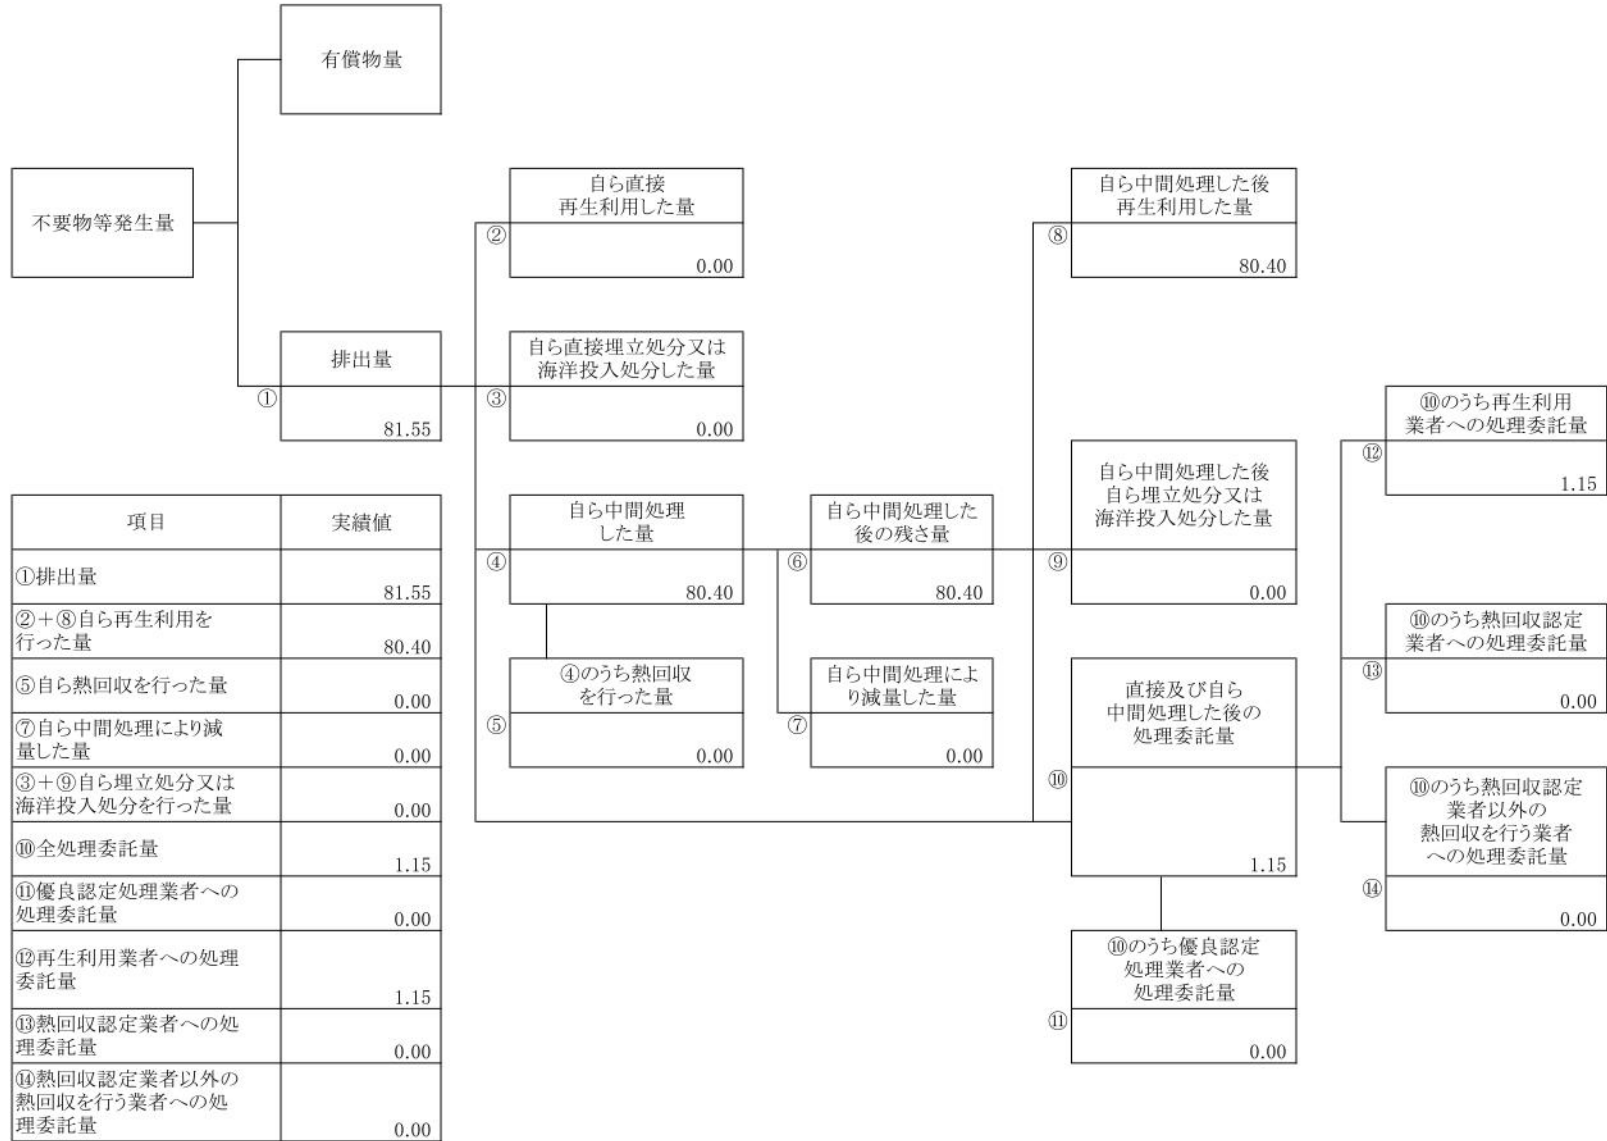 有償物量
不要物等発生量
自ら直接
再生利用した量
②
0.00
自ら中間処理した後
再生利用した量
⑧
80.40
排出量
①
81.55
自ら直接埋立処分又は
海洋投入処分した量
③
0.00
⑩のうち再生利用
業者への処理委託量
⑫
1.15
自ら中間処理
した量
④
80.40
自ら中間処理した
後の残さ量
⑥
80.40
自ら中間処理した後
自ら埋立処分又は
海洋投入処分した量
⑨
0.00
⑩のうち熱回収認定
業者への処理委託量
⑬
0.00
④のうち熱回収
を行った量
⑤
0.00
自ら中間処理によ
り減量した量
⑦
0.00
直接及び自ら
中間処理した後の
処理委託量
⑩
1.15
⑩のうち熱回収認定
業者以外の
熱回収を行う業者
への処理委託量
⑭
0.00
⑩のうち優良認定
処理業者への
処理委託量
⑪
0.00
項目 実績値
①排出量
81.55
②+⑧自ら再生利用を
行った量
80.40
⑤自ら熱回収を行った量
0.00
⑦自ら中間処理により減
量した量
0.00
③+⑨自ら埋立処分又は
海洋投入処分を行った量
0.00
⑩全処理委託量
1.15
⑪優良認定処理業者への
処理委託量
0.00
⑫再生利用業者への処理
委託量
1.15
⑬熱回収認定業者への処
理委託量
0.00
⑭熱回収認定業者以外の
熱回収を行う業者への処
理委託量
0.00